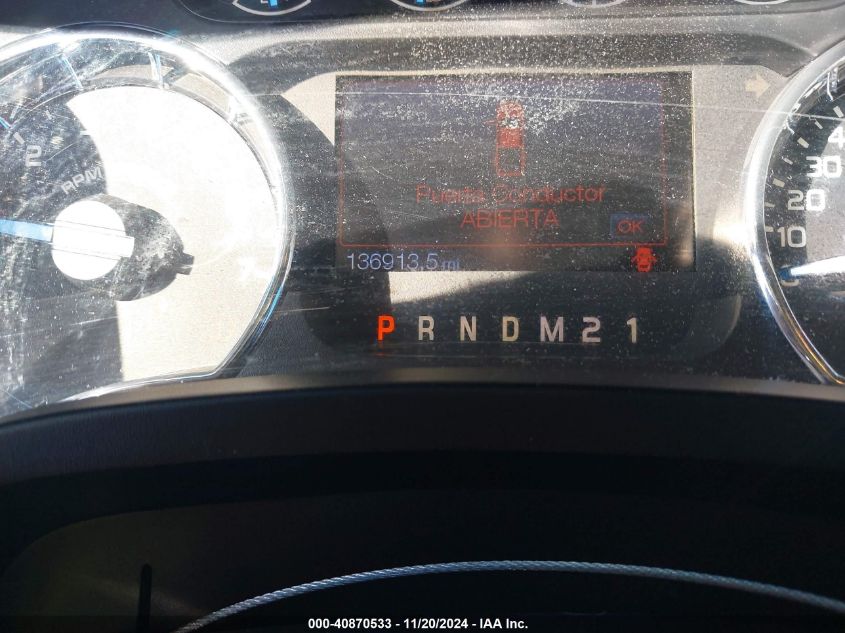 2
RPM
Puerta Conductor
ABIERTA
OK
136913.5 mi
P R N D M 2 1
4
30
20
10
000-40870533 - 11/20/2024 - IAA Inc.